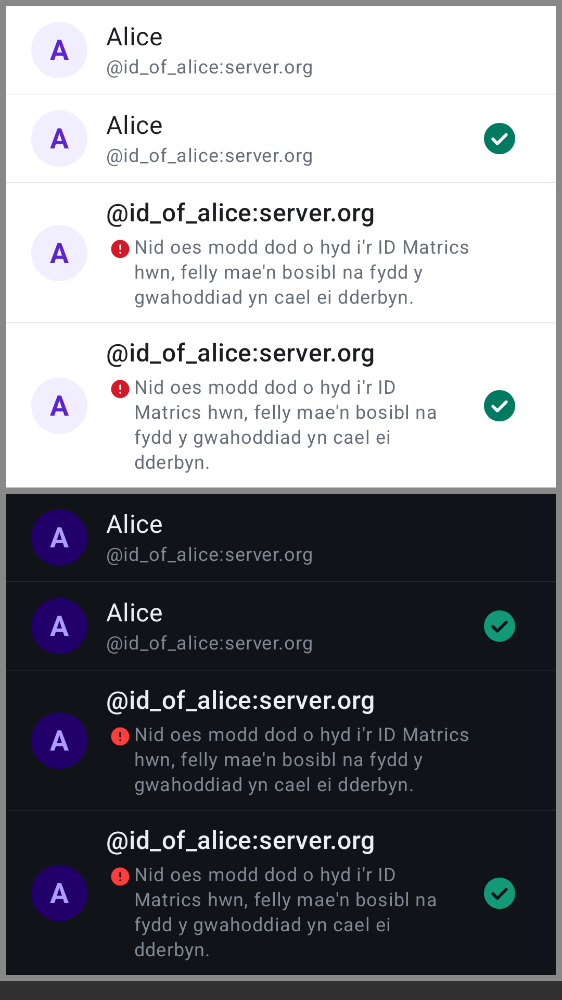 A
Alice
@id_of_alice:server.org
A
Alice
@id_of_alice:server.org
A
@id_of_alice:server.org
Nid oes modd dod o hyd i'r ID Matrics
hwn, felly mae'n bosibl na fydd y
gwahoddiad yn cael ei dderbyn.
A
@id_of_alice:server.org
Nid oes modd dod o hyd i'r ID
Matrics hwn, felly mae'n bosibl na
fydd y gwahoddiad yn cael ei
dderbyn.
A
Alice
@id_of_alice:server.org
A
Alice
@id_of_alice:server.org
A
@id_of_alice:server.org
Nid oes modd dod o hyd i'r ID Matrics
hwn, felly mae'n bosibl na fydd y
gwahoddiad yn cael ei dderbyn.
A
@id_of_alice:server.org
Nid oes modd dod o hyd i'r ID
Matrics hwn, felly mae'n bosibl na
fydd y gwahoddiad yn cael ei
dderbyn.